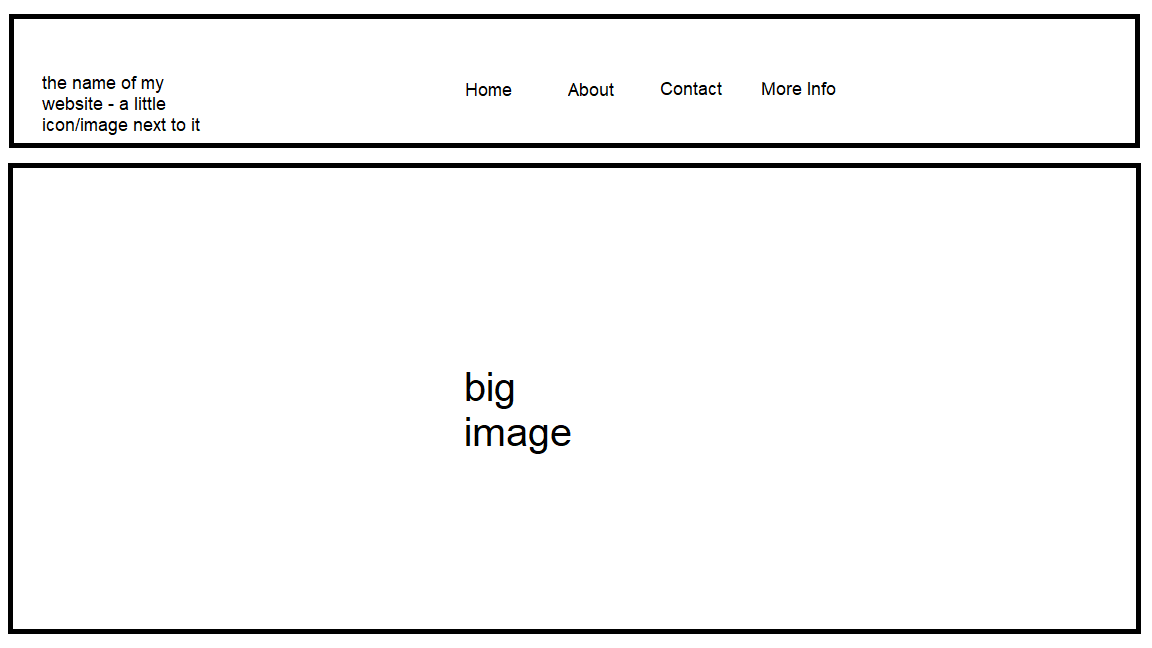 the name of my
website - a little
icon/image next to it
Home About Contact More Info
big
image